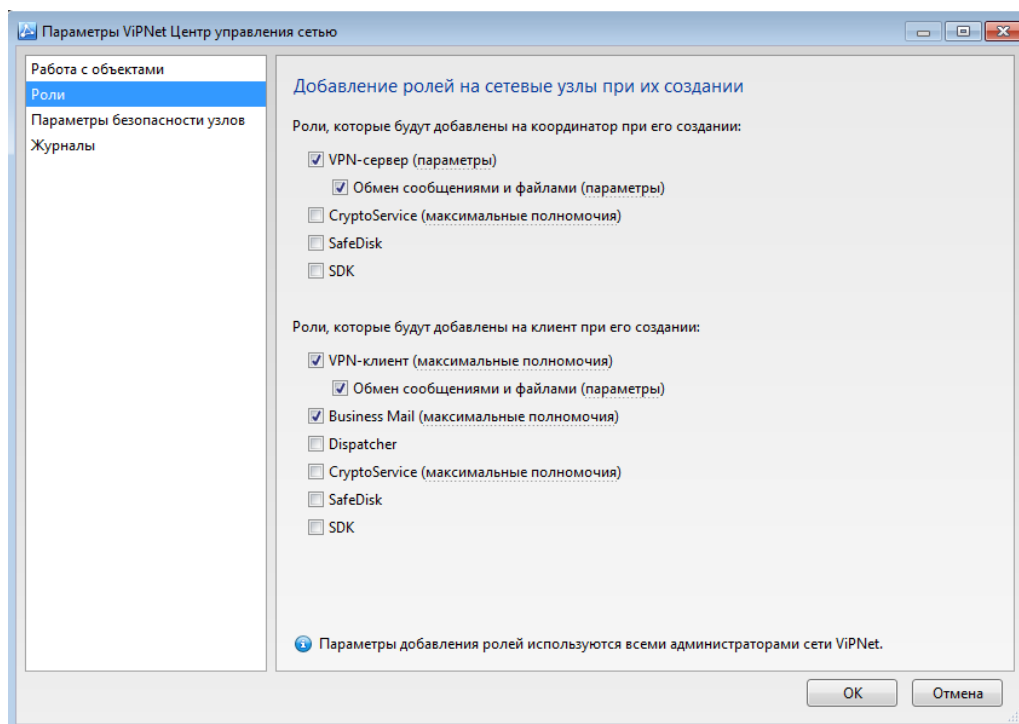 Параметры ViPNet Центр управления сетью
Работа с объектами
Роли
Параметры безопасности узлов
Журналы
Добавление ролей на сетевые узлы при их создании
Роли, которые будут добавлены на координатор при его создании:
VPN-сервер (параметры)
Обмен сообщениями и файлами (параметры)
CryptoService (максимальные полномочия)
SafeDisk
SDK
Роли, которые будут добавлены на клиент при его создании:
VPN-клиент (максимальные полномочия)
Обмен сообщениями и файлами (параметры)
Business Mail (максимальные полномочия)
Dispatcher
CryptoService (максимальные полномочия)
SafeDisk
SDK
Параметры добавления ролей используются всеми администраторами сети ViPNet.
OK
Отмена